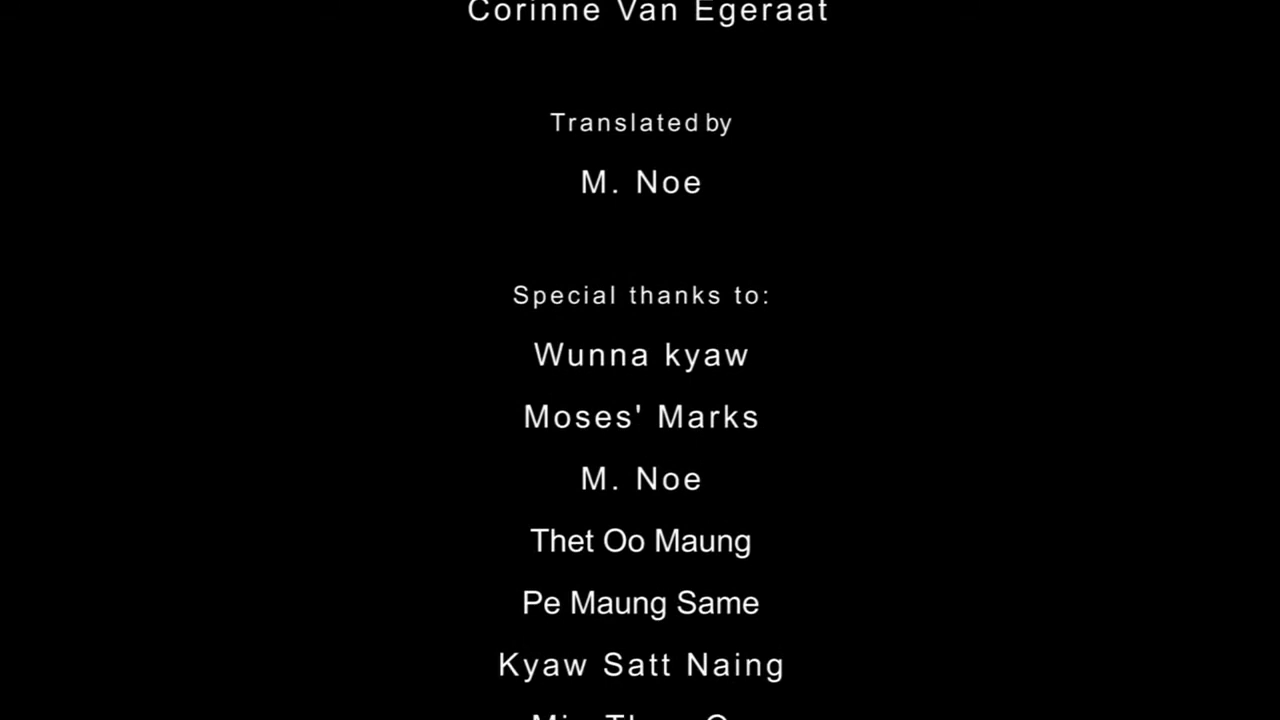 Corinne Van Egeraat
Translated by
M. Noe
Special thanks to:
Wunna kyaw
Moses' Marks
M. Noe
Thet Oo Maung
Pe Maung Same
Kyaw Satt Naing